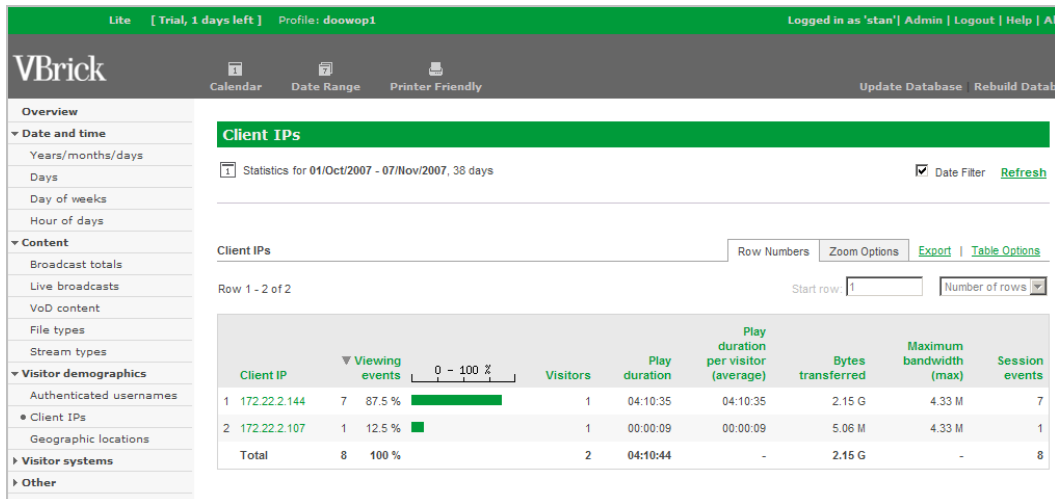 Lite [ Trial, 1 days left ] Profile: doowop1 Logged in as 'stan'| Admin | Logout | Help |
VBrick
Calendar Date Range Printer Friendly Update Database | Rebuild Datab
Overview
Date and time
Years/months/days
Days
Day of weeks
Hour of days
Content
Broadcast totals
Live broadcasts
VoD content
File types
Stream types
Visitor demographics
Authenticated usernames
Client IPs
Geographic locations
Visitor systems
Other
Client IPs
1 Statistics for 01/Oct/2007 - 07/Nov/2007, 38 days Date Filter Refresh
Client IPs Row Numbers Zoom Options Export | Table Options
Row 1 - 2 of 2 Start row: 1 Number of rows
Client IP Viewing events 0 - 100 % Visitors Play duration Play duration per visitor (average) Bytes transferred Maximum bandwidth (max) Session events
1 172.22.2.144 7 87.5 % 1 04:10:35 04:10:35 2.15 G 4.33 M 7
2 172.22.2.107 1 12.5 % 1 00:00:09 00:00:09 5.06 M 4.33 M 1
Total 8 100 % 2 04:10:44 - 2.15 G - 8